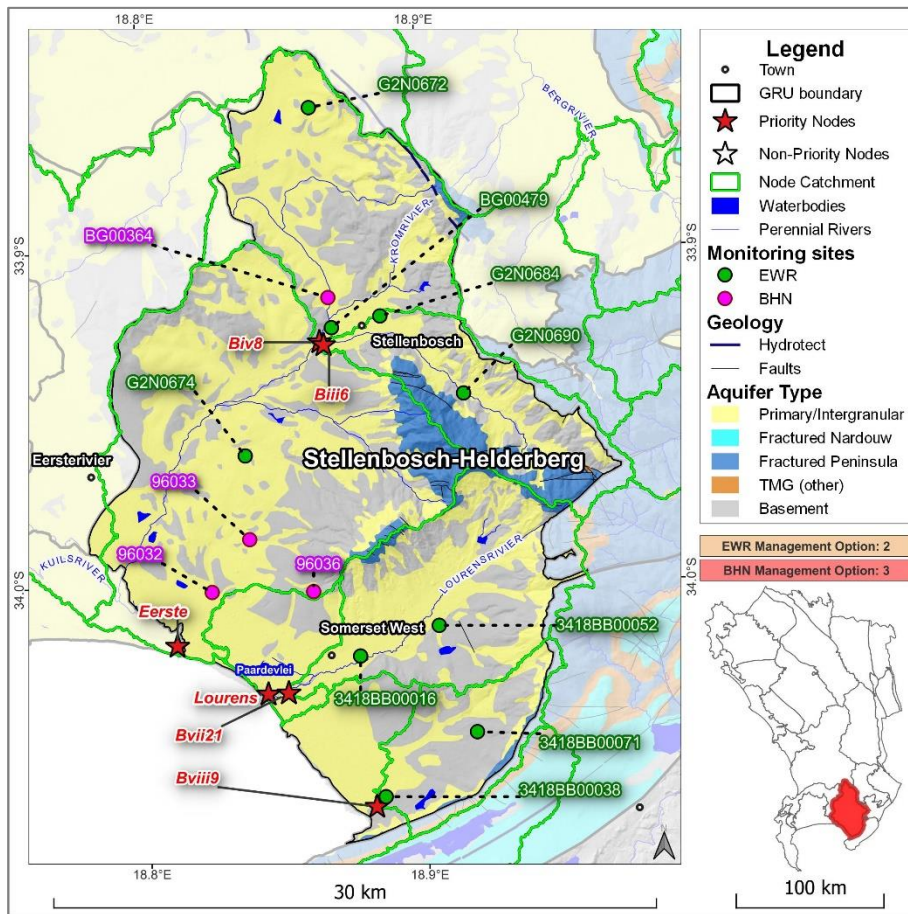 18.8°E
18.9°E
G2N0672
BERGRIVIER
BG00479
BG00364
KROMRIVIER
33.9°S
33.9°S
G2N0684
G2N0690
Biv8
Stellenbosch
Biii6
G2N0674
Eersterivier
Stellenbosch-Helderberg
96033
96032
96036
KUILSRIVER
LOURENSRIVIER
34.0°S
34.0°S
Eerste
Somerset West
3418BB00052
Paardevlei
Lourens
3418BB00016
Bvii21
3418BB00071
Bviii9
3418BB00038
18.8°E
18.9°E
30 km
Legend
Town
GRU boundary
Priority Nodes
Non-Priority Nodes
Node Catchment
Waterbodies
Perennial Rivers
Monitoring sites
EWR
BHN
Geology
Hydrotect
Faults
Aquifer Type
Primary/Intergranular
Fractured Nardouw
Fractured Peninsula
TMG (other)
Basement
EWR Management Option: 2
BHN Management Option: 3
100 km